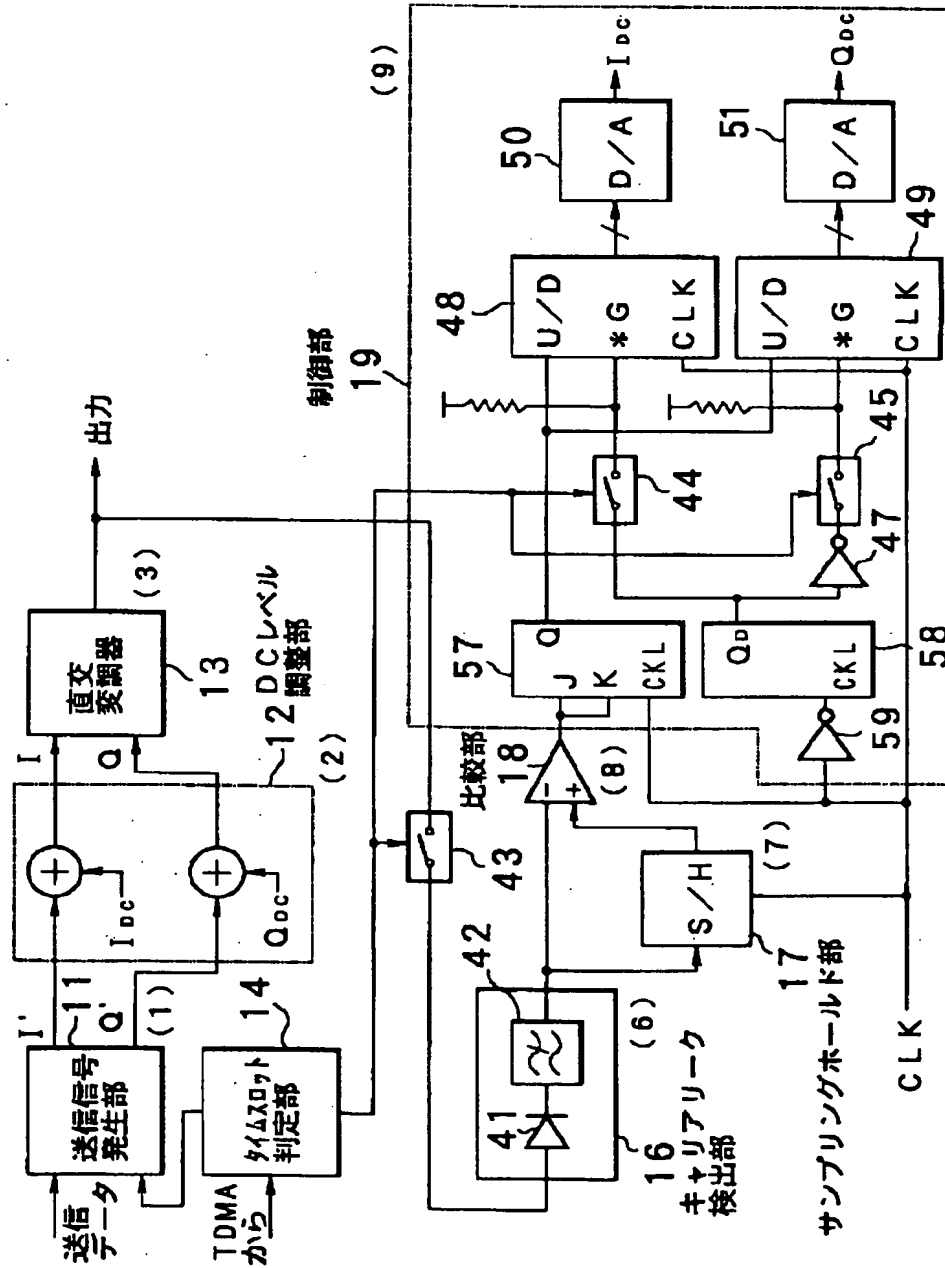 送信
データ
送信信号
発生部
11
I'
Q'
(1)
TDMA
から
タイムスロット
判定部
14
IDC
QDC
12 DCレベル
調整部
(2)
I
Q
直交
変調器
13
(3)
出力
43
41
42
16
キャリアリーク
検出部
(6)
S/H
17
サンプリングホールド部
(7)
比較部
18
-
+
(8)
CLK
制御部
19
(9)
57
J
K
CKL
Q
59
QD
CKL
58
44
47
45
48
U/D
*G
CLK
U/D
*G
CLK
49
50
D/A
IDC
51
D/A
QDC